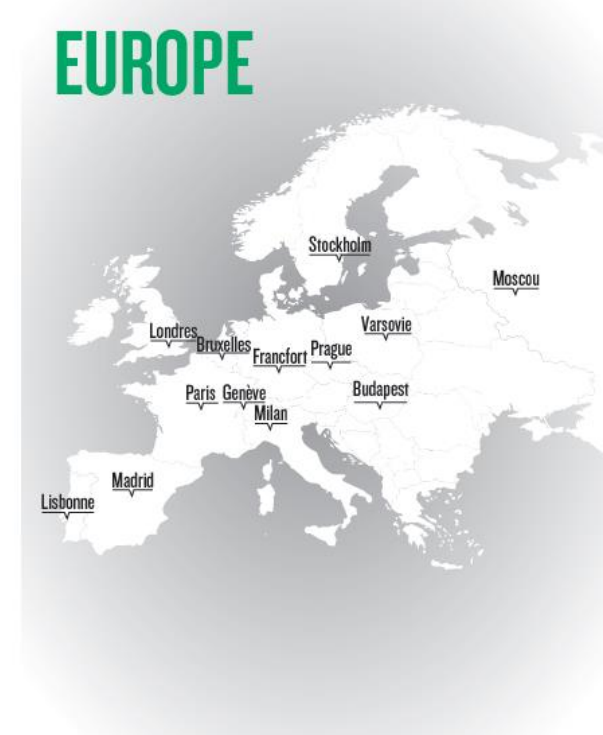 EUROPE
Stockholm
Moscou
Londres
Varsovie
Bruxelles
Francfort
Prague
Paris
Genève
Budapest
Milan
Madrid
Lisbonne